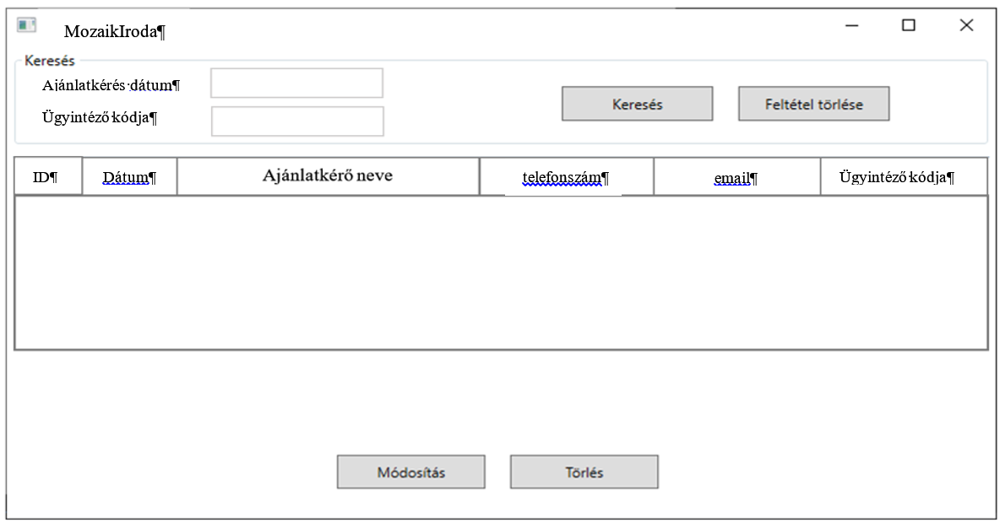 MozaikIroda¶
Keresés
Ajánlatkérés·dátum¶
Keresés Feltétel törlése
Ügyintéző·kódja¶
ID¶ Dátum¶ Ajánlatkérő neve telefonszám¶ email¶ Ügyintéző·kódja¶
Módosítás Törlés